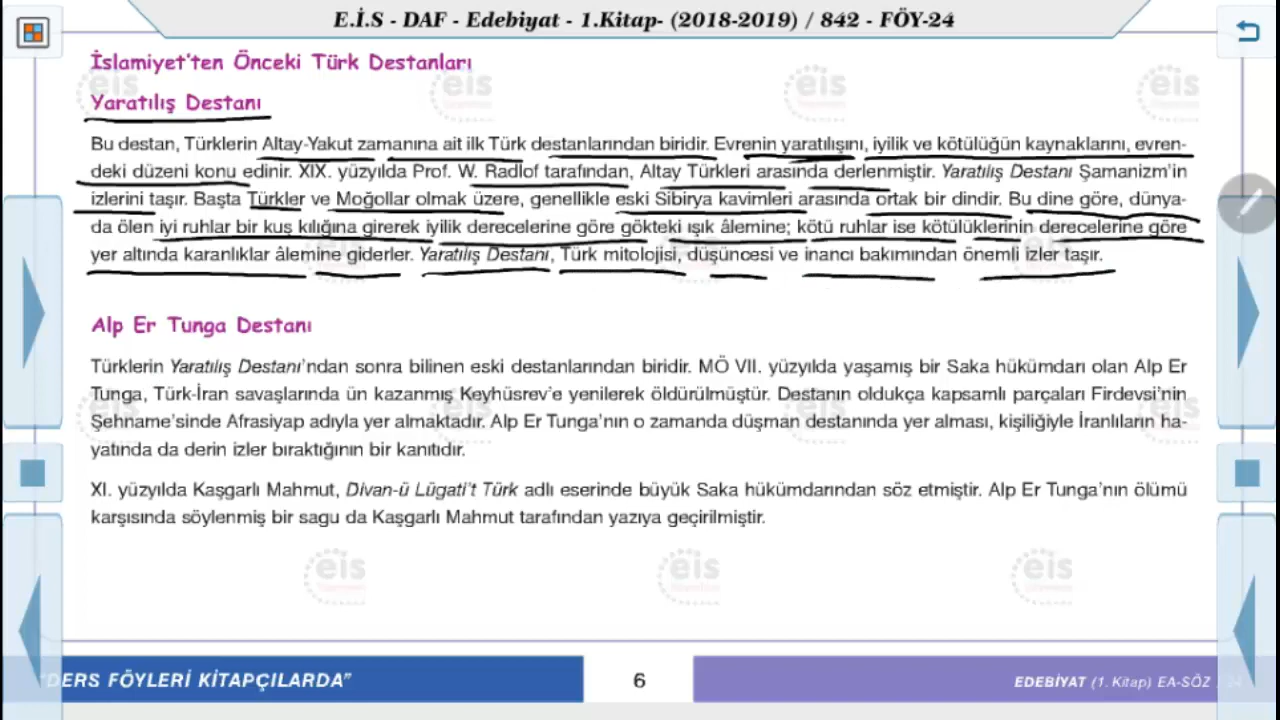 E.İ.S - DAF - Edebiyat - 1.Kitap- (2018-2019) / 842 - FÖY-24
İslamiyet'ten Önceki Türk Destanları
Yaratılış Destanı
Bu destan, Türklerin Altay-Yakut zamanına ait ilk Türk destanlarından biridir. Evrenin yaratılışını, iyilik ve kötülüğün kaynaklarını, evren-
deki düzeni konu edinir. XIX. yüzyılda Prof. W. Radlof tarafından, Altay Türkleri arasında derlenmiştir. Yaratılış Destanı Şamanizm'in
izlerini taşır. Başta Türkler ve Moğollar olmak üzere, genellikle eski Sibirya kavimleri arasında ortak bir dindir. Bu dine göre, dünya-
da ölen iyi ruhlar bir kuş kılığına girerek iyilik derecelerine göre gökteki ışık âlemine; kötü ruhlar ise kötülüklerinin derecelerine göre
yer altında karanlıklar âlemine giderler. Yaratılış Destanı, Türk mitolojisi, düşüncesi ve inancı bakımından önemli izler taşır.
Alp Er Tunga Destanı
Türklerin Yaratılış Destanı'ndan sonra bilinen eski destanlarından biridir. MÖ VII. yüzyılda yaşamış bir Saka hükümdarı olan Alp Er
Tunga, Türk-İran savaşlarında ün kazanmış Keyhüsrev'e yenilerek öldürülmüştür. Destanın oldukça kapsamlı parçaları Firdevsi'nin
Şehname'sinde Afrasiyap adıyla yer almaktadır. Alp Er Tunga'nın o zamanda düşman destanında yer alması, kişiliğiyle İranlıların ha-
yatında da derin izler bıraktığının bir kanıtıdır.
XI. yüzyılda Kaşgarlı Mahmut, Divan-ü Lügati't Türk adlı eserinde büyük Saka hükümdarından söz etmiştir. Alp Er Tunga'nın ölümü
karşısında söylenmiş bir sagu da Kaşgarlı Mahmut tarafından yazıya geçirilmiştir.
"DERS FÖYLERİ KİTAPÇILARDA"
6
EDEBİYAT (1. Kitap) EA-SÖZ / 24